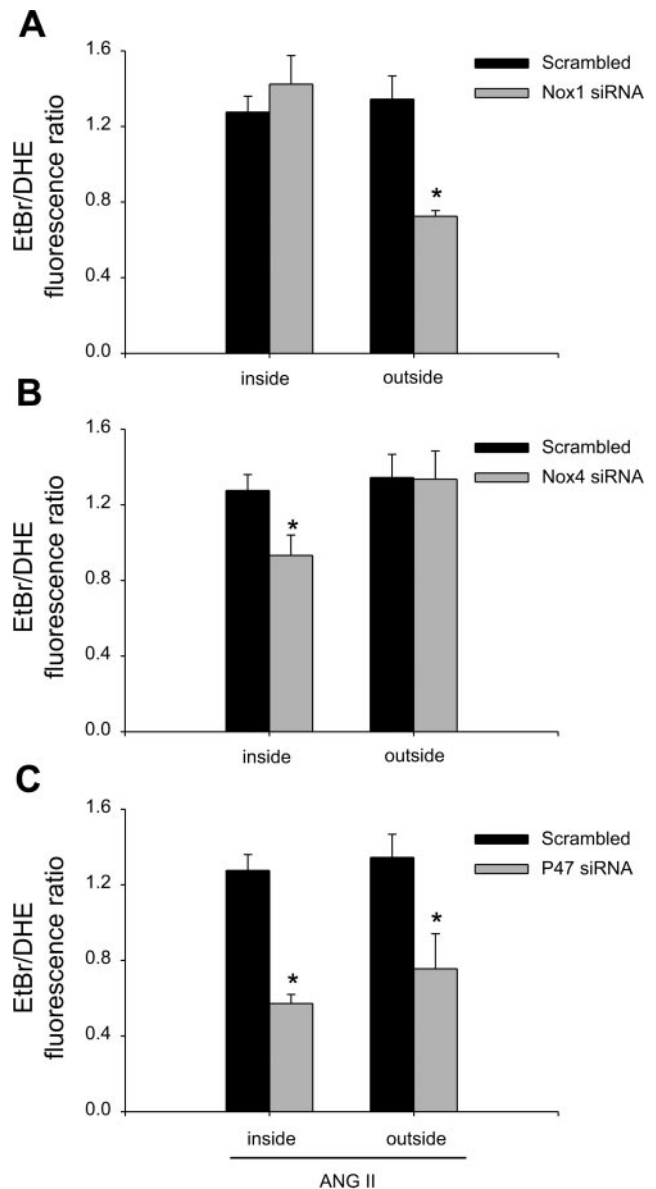 A
EtBr/DHE
fluorescence ratio
1.6
1.2
0.8
0.4
0.0
Scrambled
Nox1 siRNA
*
inside outside
B
EtBr/DHE
fluorescence ratio
1.6
1.2
0.8
0.4
0.0
Scrambled
Nox4 siRNA
*
inside outside
C
EtBr/DHE
fluorescence ratio
1.6
1.2
0.8
0.4
0.0
Scrambled
P47 siRNA
*
*
inside outside
ANG II